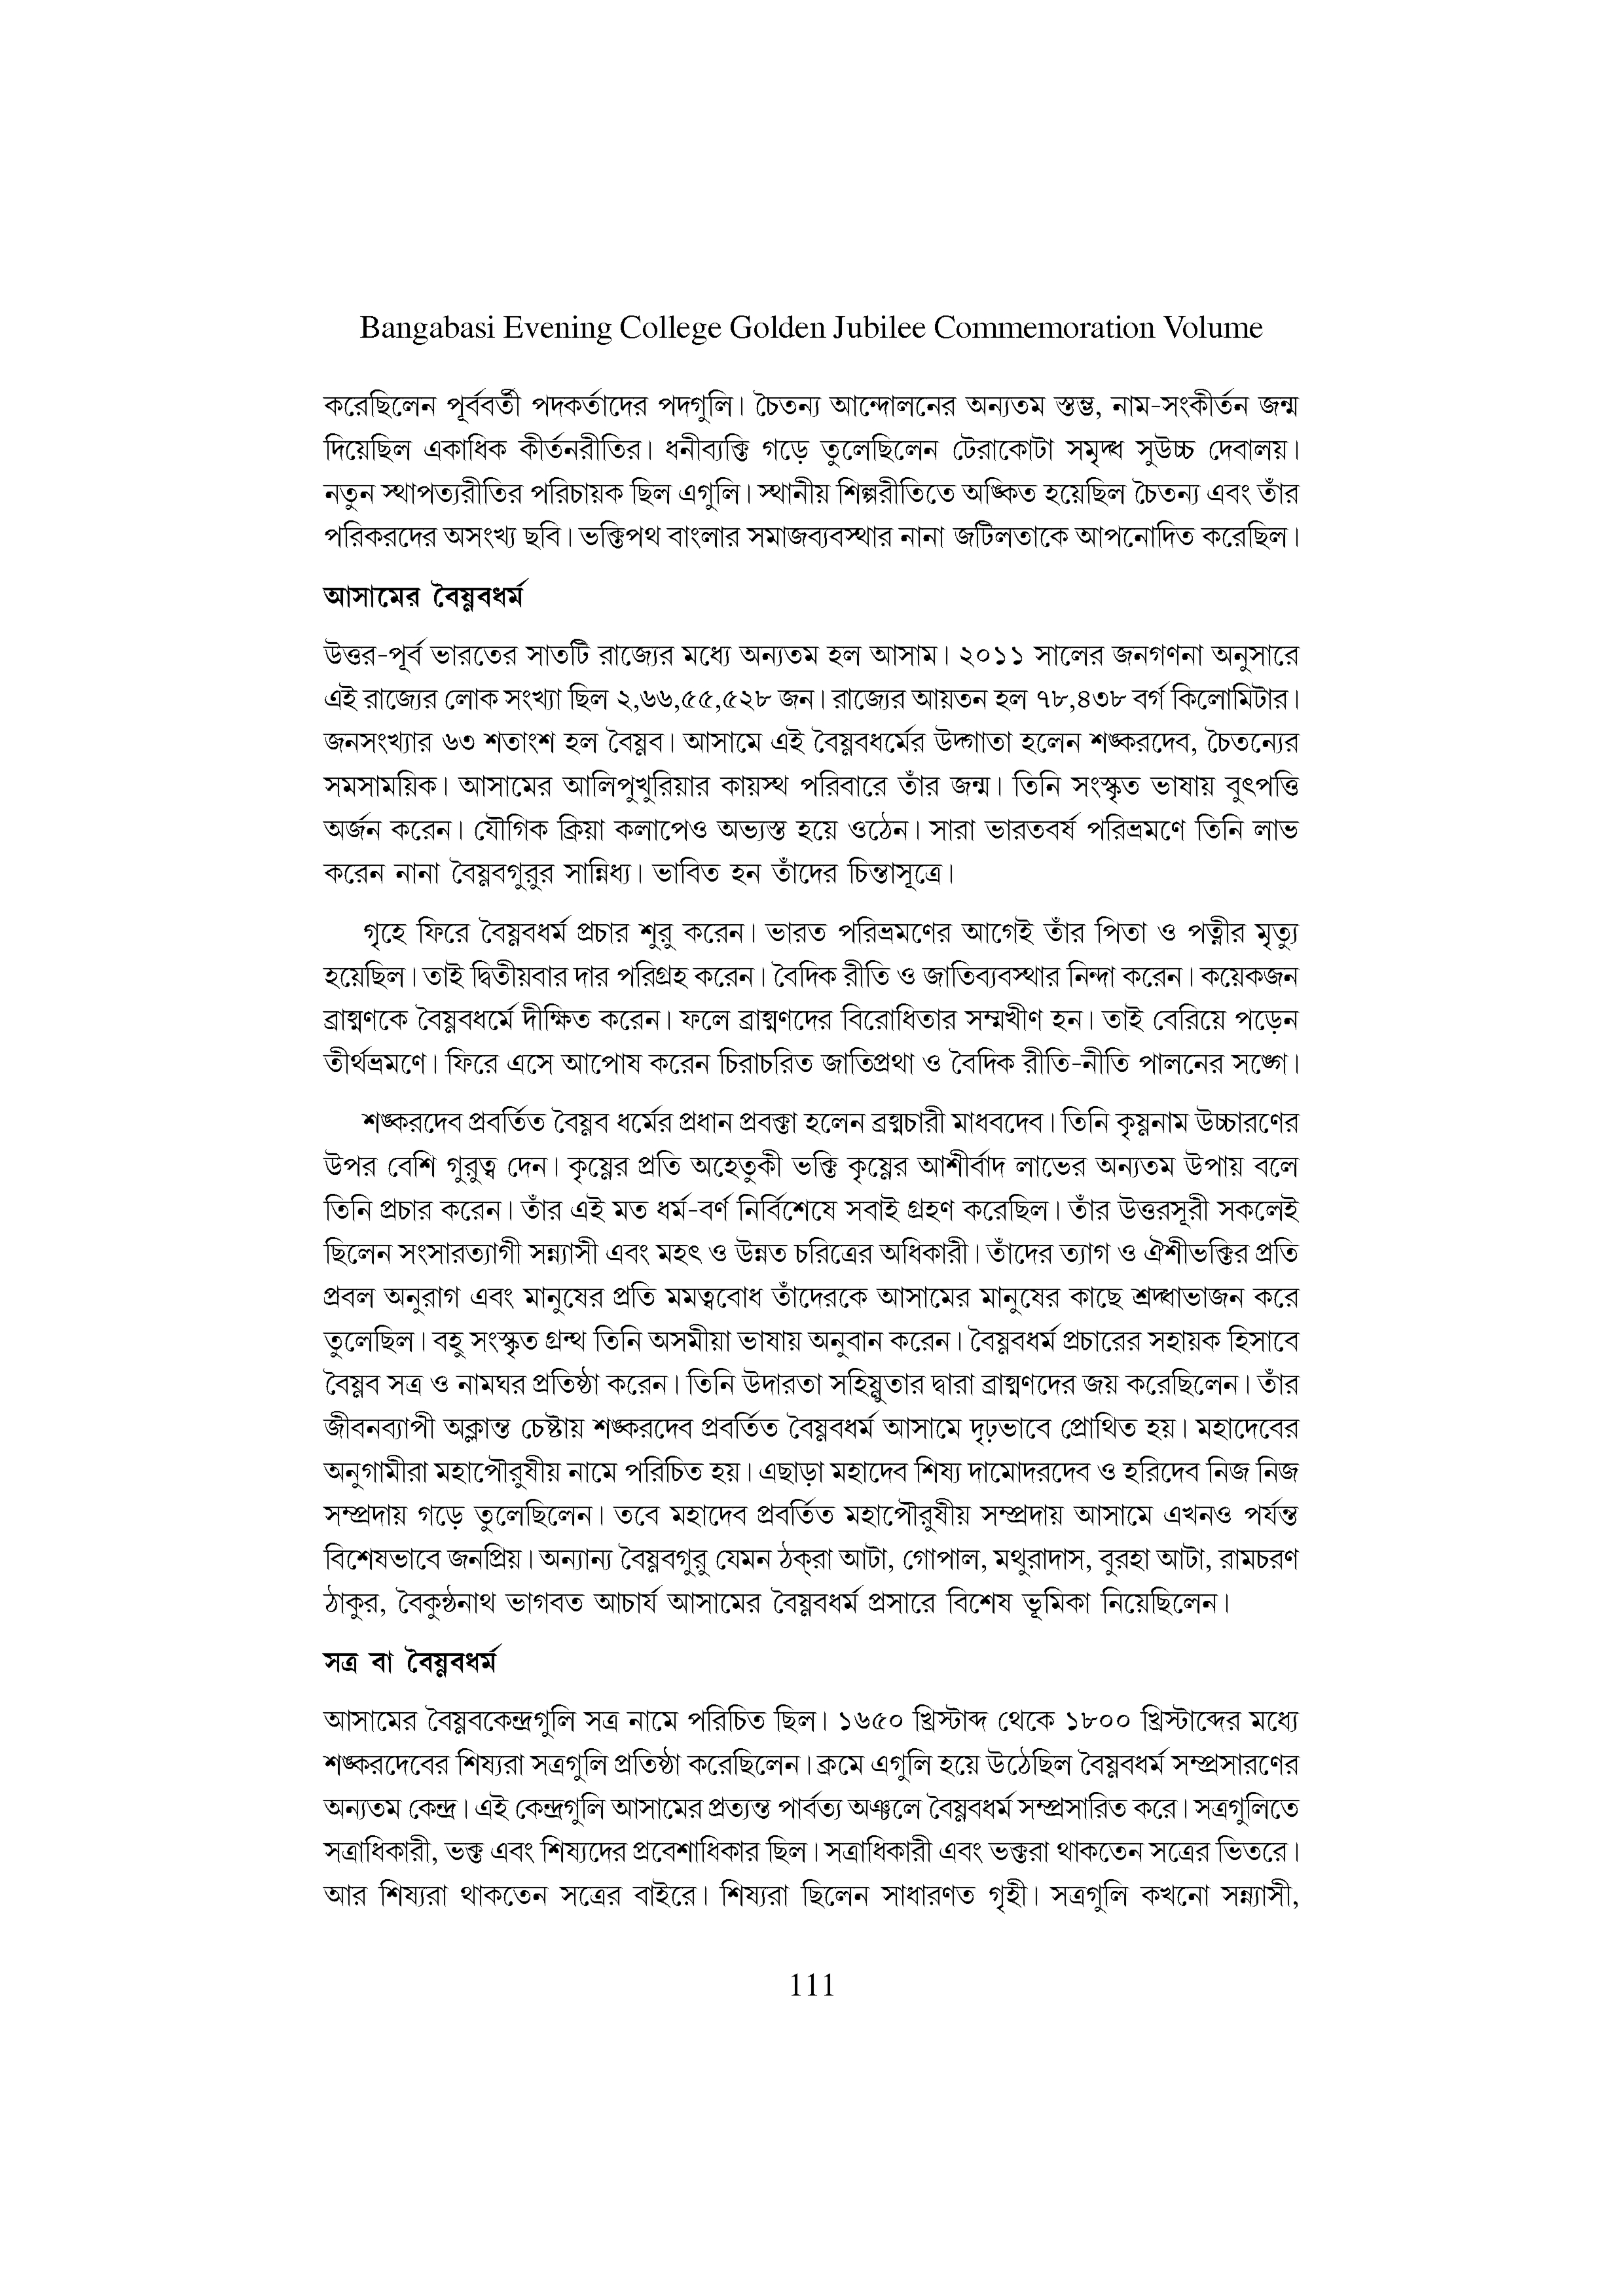 Bangabasi Evening College Golden Jubilee Commemoration Volume
করেছিলেন পূর্ববর্তী পদকর্তাদের পদগুলি। চৈতন্য আন্দোলনের অন্যতম স্তম্ভ, নাম-সংকীর্তন জন্ম
দিয়েছিল একাধিক কীর্তনরীতির। ধনীব্যক্তি গড়ে তুলেছিলেন টেরাকোটা সমৃদ্ধ সুউচ্চ দেবালয়।
নতুন স্থাপত্যরীতির পরিচায়ক ছিল এগুলি। স্থানীয় শিল্পরীতিতে অঙ্কিত হয়েছিল চৈতন্য এবং তাঁর
পরিকরদের অসংখ্য ছবি। ভক্তিপথ বাংলার সমাজব্যবস্থার নানা জটিলতাকে আপনোদিত করেছিল।
আসামের বৈষ্ণবধর্ম
উত্তর-পূর্ব ভারতের সাতটি রাজ্যের মধ্যে অন্যতম হল আসাম। ২০১১ সালের জনগণনা অনুসারে
এই রাজ্যের লোক সংখ্যা ছিল ২,৬৬,৫৫,৫২৮ জন। রাজ্যের আয়তন হল ৭৮,৪৩৮ বর্গ কিলোমিটার।
জনসংখ্যার ৬৩ শতাংশ হল বৈষ্ণব। আসামে এই বৈষ্ণবধর্মের উদ্গাতা হলেন শঙ্করদেব, চৈতন্যের
সমসাময়িক। আসামের আলিপুখুরিয়ার কায়স্থ পরিবারে তাঁর জন্ম। তিনি সংস্কৃত ভাষায় বুৎপত্তি
অর্জন করেন। যৌগিক ক্রিয়া কলাপেও অভ্যস্ত হয়ে ওঠেন। সারা ভারতবর্ষ পরিভ্রমণে তিনি লাভ
করেন নানা বৈষ্ণবগুরুর সান্নিধ্য। ভাবিত হন তাঁদের চিন্তাসূত্রে।
গৃহে ফিরে বৈষ্ণবধর্ম প্রচার শুরু করেন। ভারত পরিভ্রমণের আগেই তাঁর পিতা ও পত্নীর মৃত্যু
হয়েছিল। তাই দ্বিতীয়বার দার পরিগ্রহ করেন। বৈদিক রীতি ও জাতিব্যবস্থার নিন্দা করেন। কয়েকজন
ব্রাহ্মণকে বৈষ্ণবধর্মে দীক্ষিত করেন। ফলে ব্রাহ্মণদের বিরোধিতার সম্মখীণ হন। তাই বেরিয়ে পড়েন
তীর্থভ্রমণে। ফিরে এসে আপোষ করেন চিরাচরিত জাতিপ্রথা ও বৈদিক রীতি-নীতি পালনের সঙ্গে।
শঙ্করদেব প্রবর্তিত বৈষ্ণব ধর্মের প্রধান প্রবক্তা হলেন ব্রহ্মচারী মাধবদেব। তিনি কৃষ্ণনাম উচ্চারণের
উপর বেশি গুরুত্ব দেন। কৃষ্ণের প্রতি অহেতুকী ভক্তি কৃষ্ণের আশীর্বাদ লাভের অন্যতম উপায় বলে
তিনি প্রচার করেন। তাঁর এই মত ধর্ম-বর্ণ নির্বিশেষে সবাই গ্রহণ করেছিল। তাঁর উত্তরসূরী সকলেই
ছিলেন সংসারত্যাগী সন্ন্যাসী এবং মহৎ ও উন্নত চরিত্রের অধিকারী। তাঁদের ত্যাগ ও ঐশীভক্তির প্রতি
প্রবল অনুরাগ এবং মানুষের প্রতি মমত্ববোধ তাঁদেরকে আসামের মানুষের কাছে শ্রদ্ধাভাজন করে
তুলেছিল। বহু সংস্কৃত গ্রন্থ তিনি অসমীয়া ভাষায় অনুবান করেন। বৈষ্ণবধর্ম প্রচারের সহায়ক হিসাবে
বৈষ্ণব সত্র ও নামঘর প্রতিষ্ঠা করেন। তিনি উদারতা সহিষ্ণুতার দ্বারা ব্রাহ্মণদের জয় করেছিলেন। তাঁর
জীবনব্যাপী অক্লান্ত চেষ্টায় শঙ্করদেব প্রবর্তিত বৈষ্ণবধর্ম আসামে দৃঢ়ভাবে প্রোথিত হয়। মহাদেবের
অনুগামীরা মহাপৌরুষীয় নামে পরিচিত হয়। এছাড়া মহাদেব শিষ্য দামোদরদেব ও হরিদেব নিজ নিজ
সম্প্রদায় গড়ে তুলেছিলেন। তবে মহাদেব প্রবর্তিত মহাপৌরুষীয় সম্প্রদায় আসামে এখনও পর্যন্ত
বিশেষভাবে জনপ্রিয়। অন্যান্য বৈষ্ণবগুরু যেমন ঠক্‌রা আটা, গোপাল, মথুরাদাস, বুরহা আটা, রামচরণ
ঠাকুর, বৈকুণ্ঠনাথ ভাগবত আচার্য আসামের বৈষ্ণবধর্ম প্রসারে বিশেষ ভূমিকা নিয়েছিলেন।
সত্র বা বৈষ্ণবধর্ম
আসামের বৈষ্ণবকেন্দ্রগুলি সত্র নামে পরিচিত ছিল। ১৬৫০ খ্রিস্টাব্দ থেকে ১৮০০ খ্রিস্টাব্দের মধ্যে
শঙ্করদেবের শিষ্যরা সত্রগুলি প্রতিষ্ঠা করেছিলেন। ক্রমে এগুলি হয়ে উঠেছিল বৈষ্ণবধর্ম সম্প্রসারণের
অন্যতম কেন্দ্র। এই কেন্দ্রগুলি আসামের প্রত্যন্ত পার্বত্য অঞ্চলে বৈষ্ণবধর্ম সম্প্রসারিত করে। সত্রগুলিতে
সত্রাধিকারী, ভক্ত এবং শিষ্যদের প্রবেশাধিকার ছিল। সত্রাধিকারী এবং ভক্তরা থাকতেন সত্রের ভিতরে।
আর শিষ্যরা থাকতেন সত্রের বাইরে। শিষ্যরা ছিলেন সাধারণত গৃহী। সত্রগুলি কখনো সন্ন্যাসী,
111